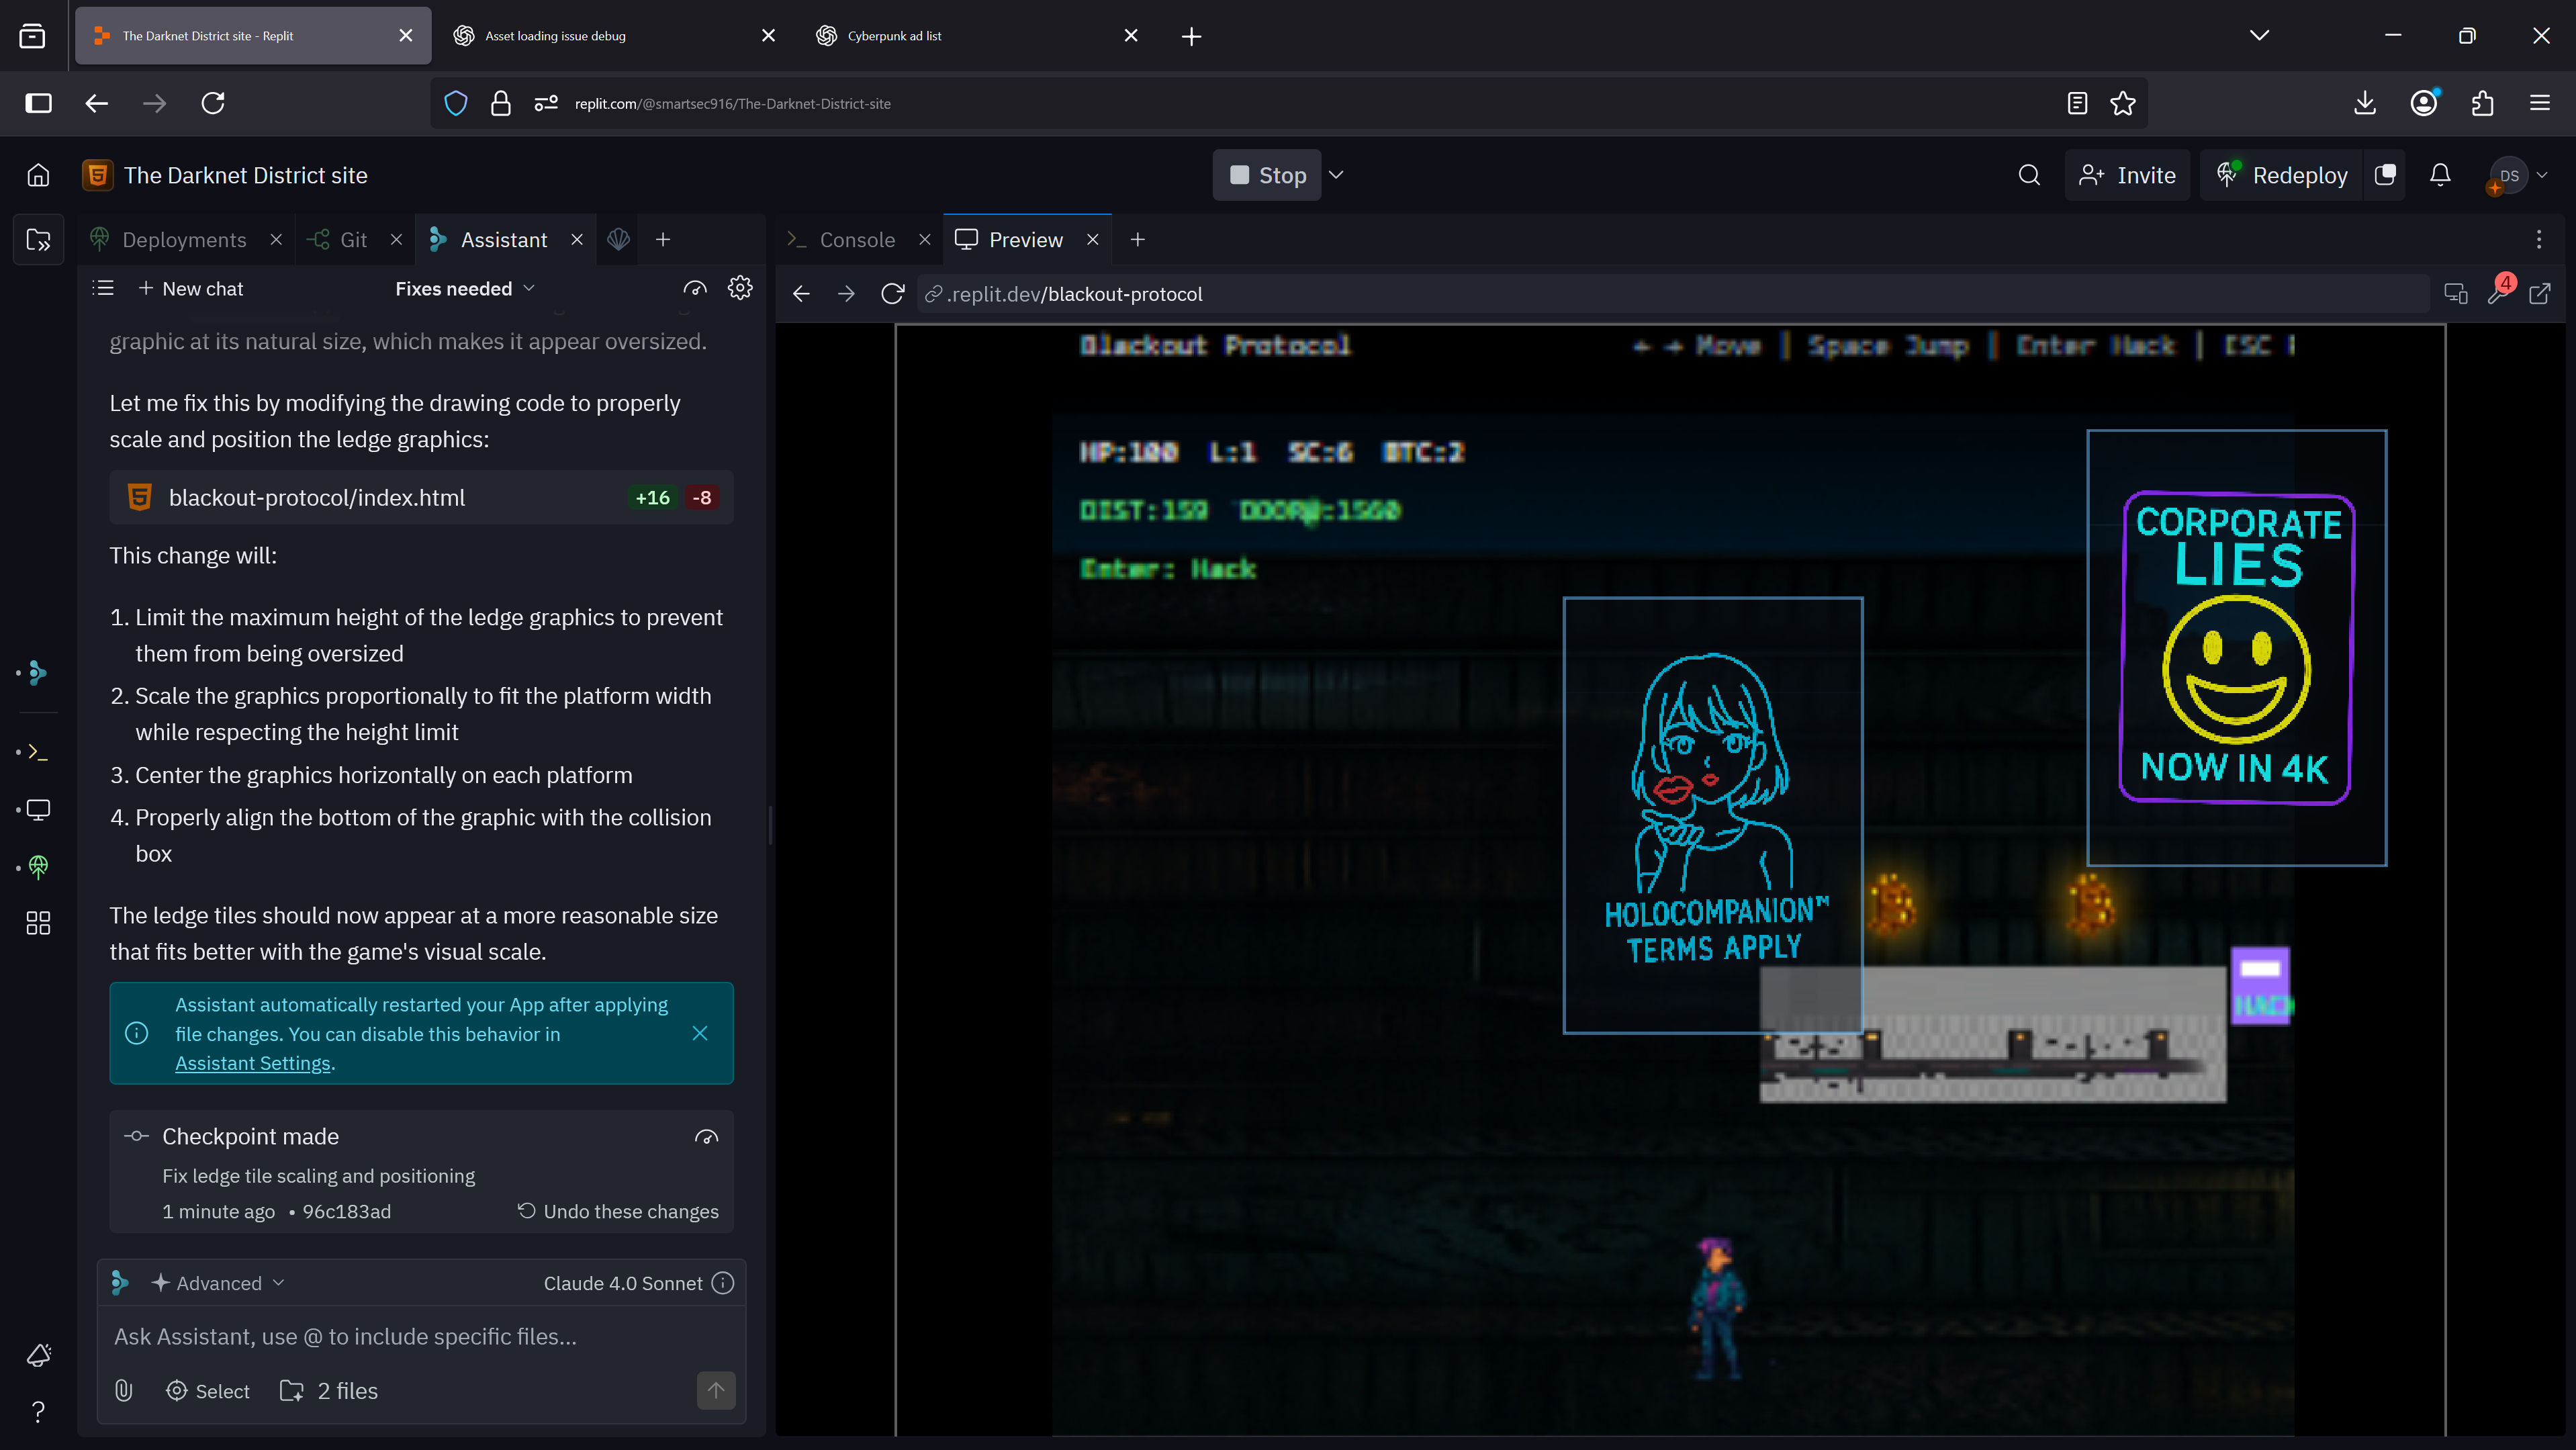 The Darknet District site - Replit
Asset loading issue debug
Cyberpunk ad list
replit.com/@smartsec916/The-Darknet-District-site
The Darknet District site
Stop
Invite
Redeploy
DS
Deployments
Git
Assistant
Console
Preview
New chat
Fixes needed
.replit.dev/blackout-protocol
4
graphic at its natural size, which makes it appear oversized.
Let me fix this by modifying the drawing code to properly
scale and position the ledge graphics:
blackout-protocol/index.html
+16 -8
This change will:
1. Limit the maximum height of the ledge graphics to prevent
them from being oversized
2. Scale the graphics proportionally to fit the platform width
while respecting the height limit
3. Center the graphics horizontally on each platform
4. Properly align the bottom of the graphic with the collision
box
The ledge tiles should now appear at a more reasonable size
that fits better with the game's visual scale.
Assistant automatically restarted your App after applying
file changes. You can disable this behavior in
Assistant Settings.
Checkpoint made
Fix ledge tile scaling and positioning
1 minute ago • 96c183ad
Undo these changes
Advanced
Claude 4.0 Sonnet
Ask Assistant, use @ to include specific files...
Select
2 files
Blackout Protocol
← → Move | Space Jump | Enter Hack | ESC
HP:100 L:1 SC:6 BTC:2
DIST:159 DOOR@:1560
Enter: Hack
CORPORATE
LIES
NOW IN 4K
HOLOCOMPANION™
TERMS APPLY